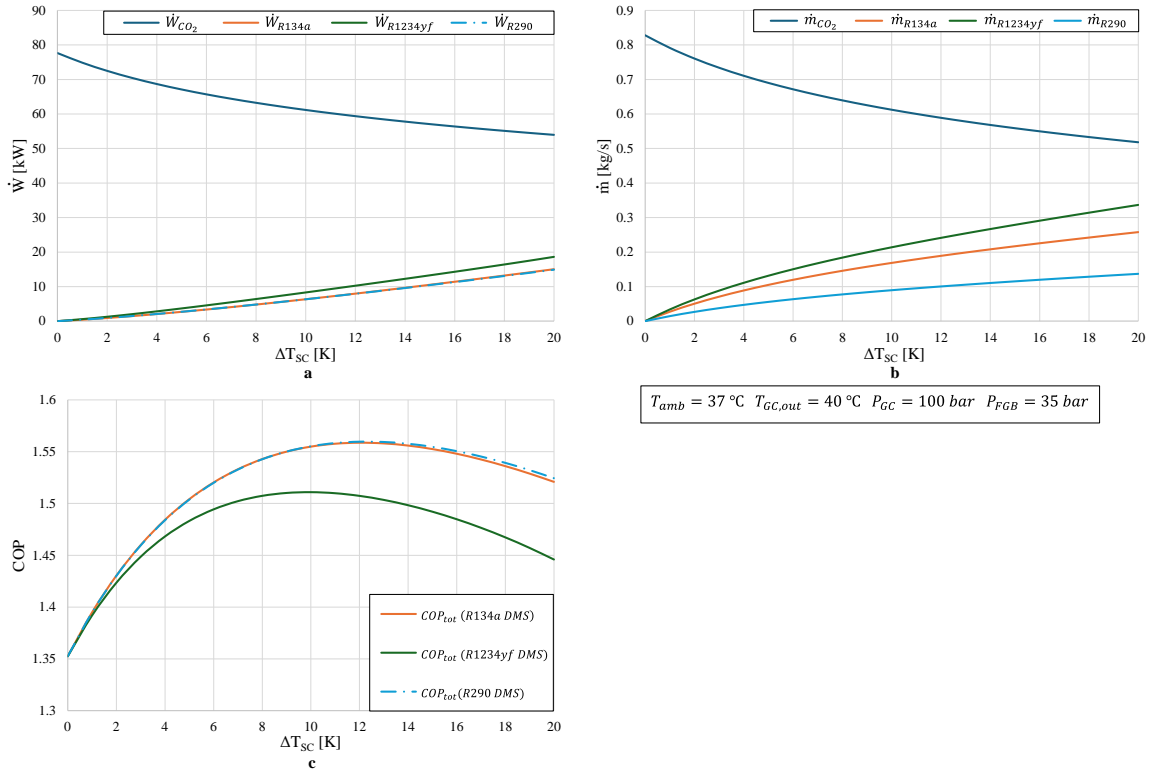 Ẇ_CO₂ Ẇ_R134a Ẇ_R1234yf Ẇ_R290
90
80
70
60
50
40
30
20
10
0
Ẇ [kW]
0 2 4 6 8 10 12 14 16 18 20
ΔT_SC [K]
a
ṁ_CO₂ ṁ_R134a ṁ_R1234yf ṁ_R290
0.9
0.8
0.7
0.6
0.5
0.4
0.3
0.2
0.1
0
ṁ [kg/s]
0 2 4 6 8 10 12 14 16 18 20
ΔT_SC [K]
b
T_amb = 37 °C T_GC,out = 40 °C P_GC = 100 bar P_FGB = 35 bar
1.6
1.55
1.5
1.45
1.4
1.35
1.3
COP
COP_tot (R134a DMS)
COP_tot (R1234yf DMS)
COP_tot(R290 DMS)
0 2 4 6 8 10 12 14 16 18 20
ΔT_SC [K]
c